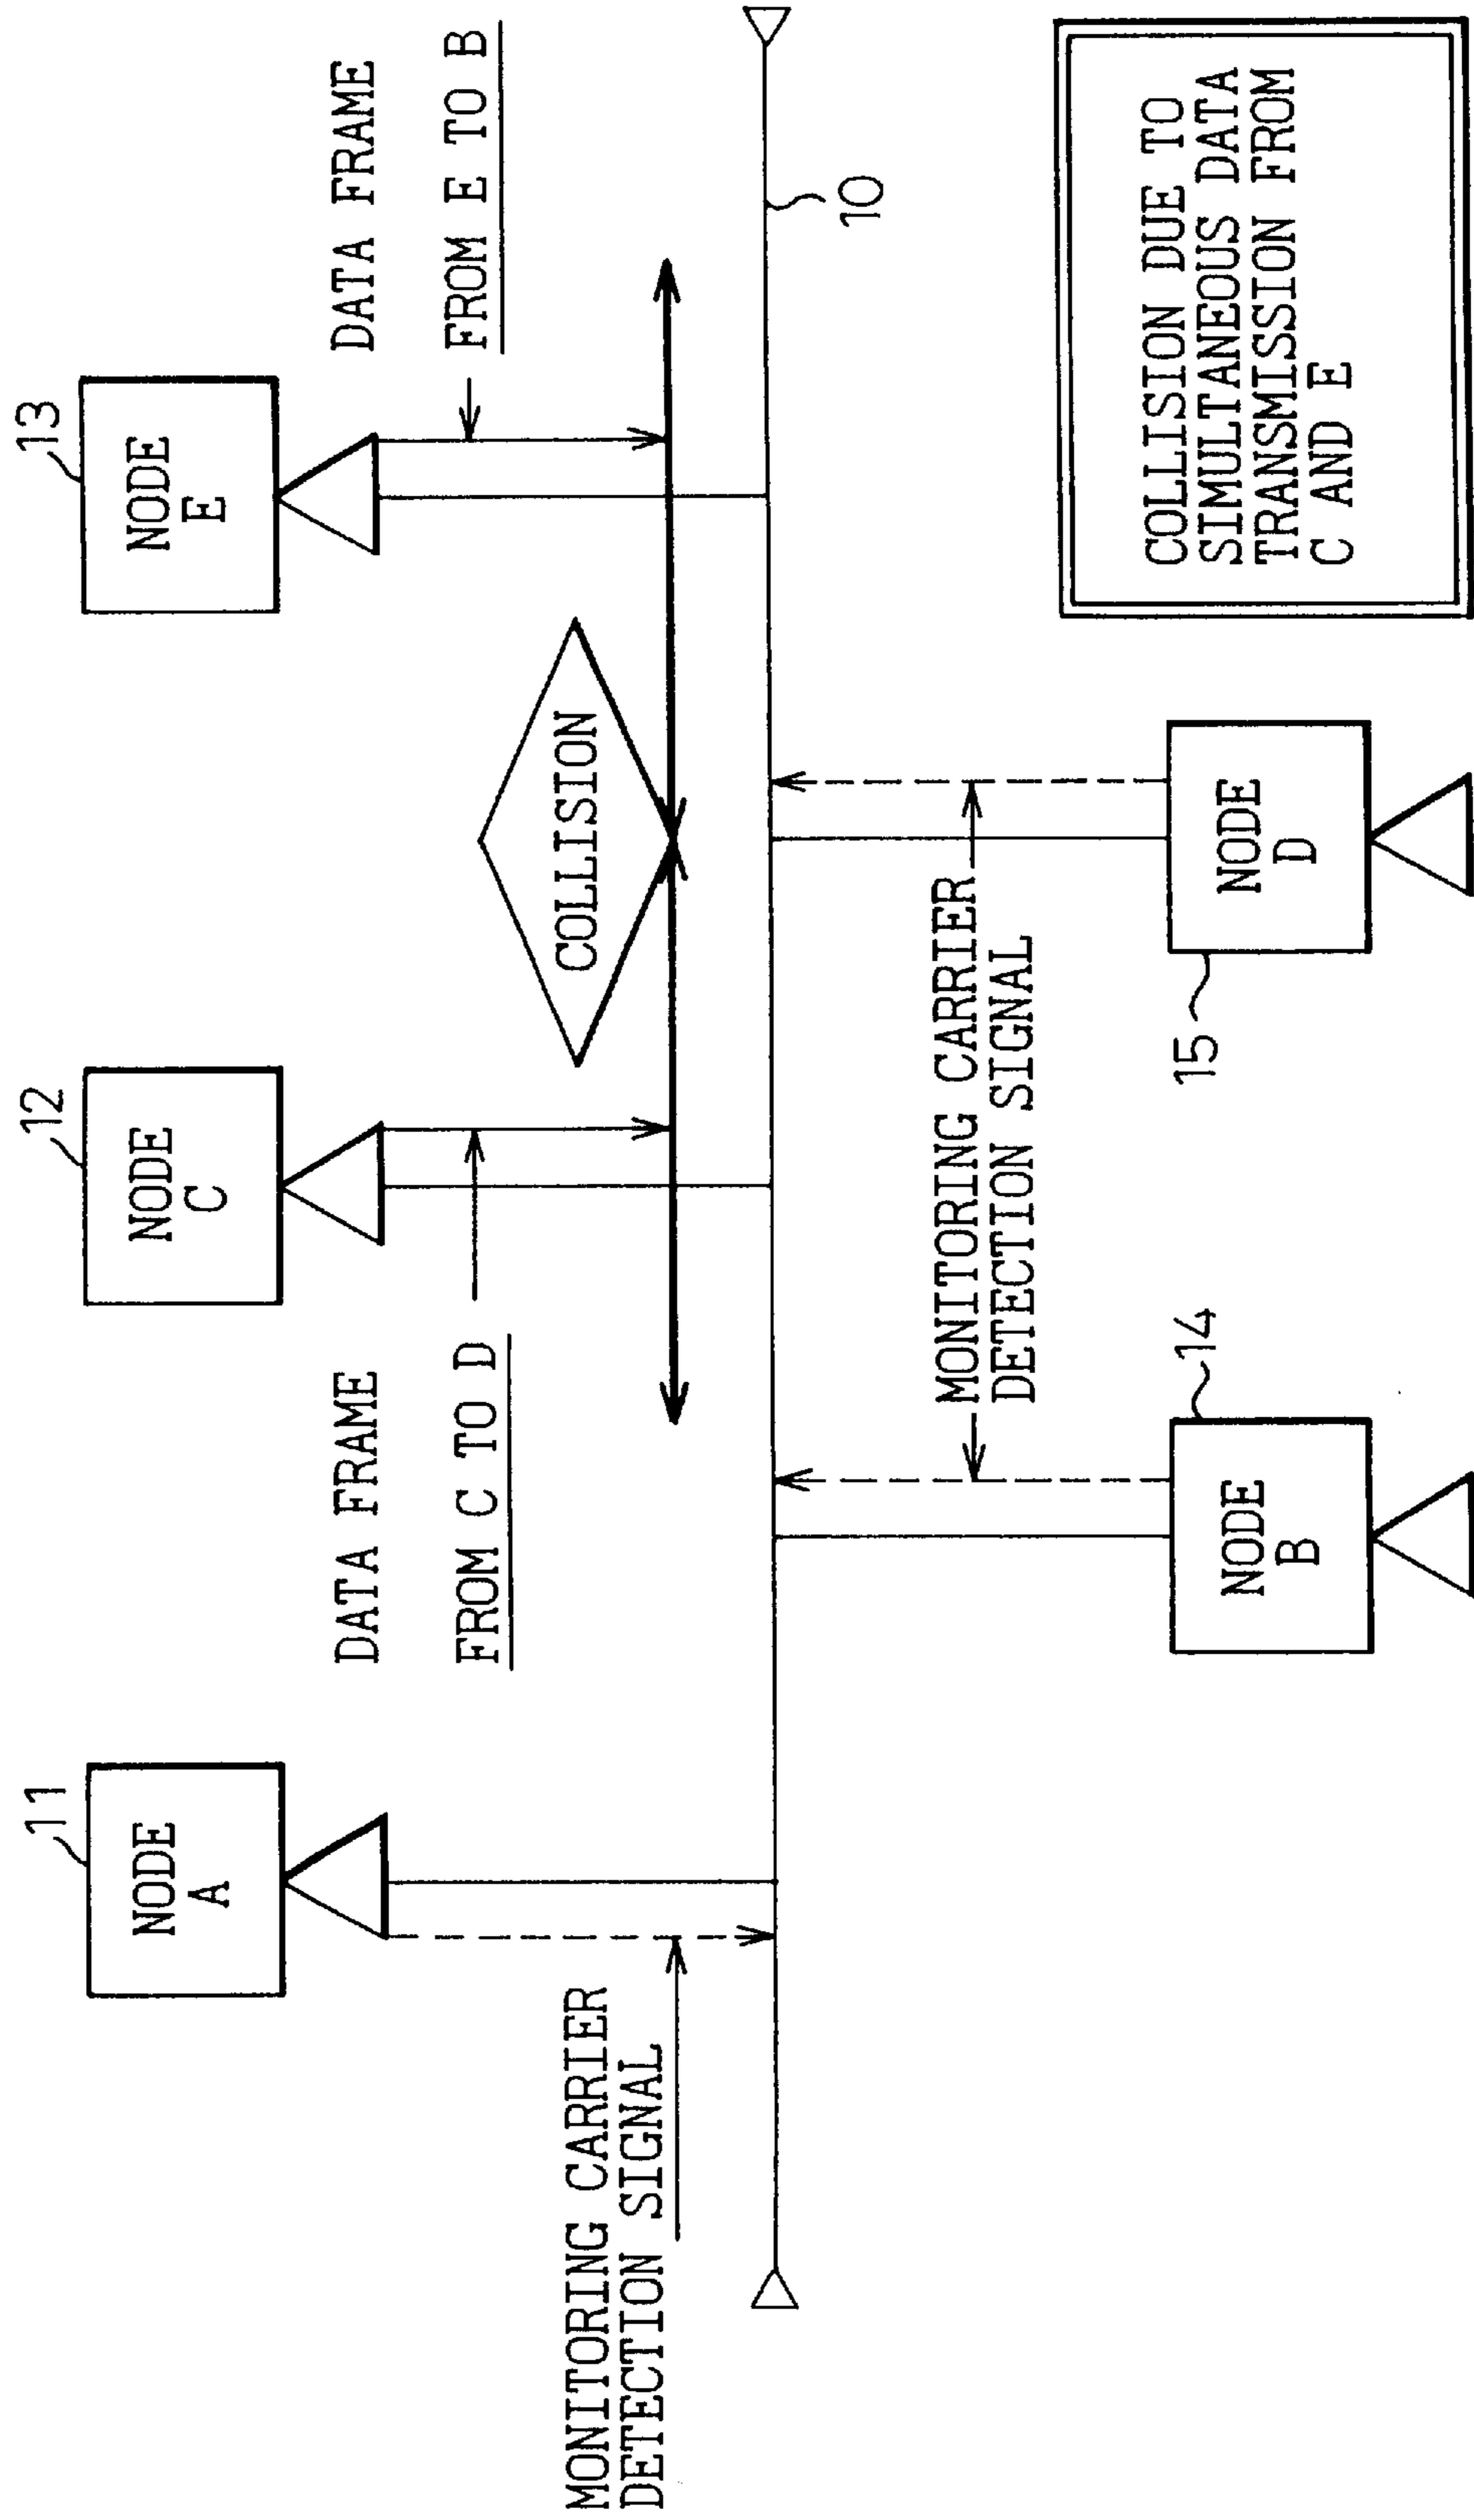 11
NODE
A
12
NODE
C
13
NODE
E
DATA FRAME
FROM C TO D
DATA FRAME
FROM E TO B
COLLISION
MONITORING CARRIER
DETECTION SIGNAL
10
MONITORING CARRIER
DETECTION SIGNAL
14
NODE
B
15
NODE
D
COLLISION DUE TO
SIMULTANEOUS DATA
TRANSMISSION FROM
C AND E